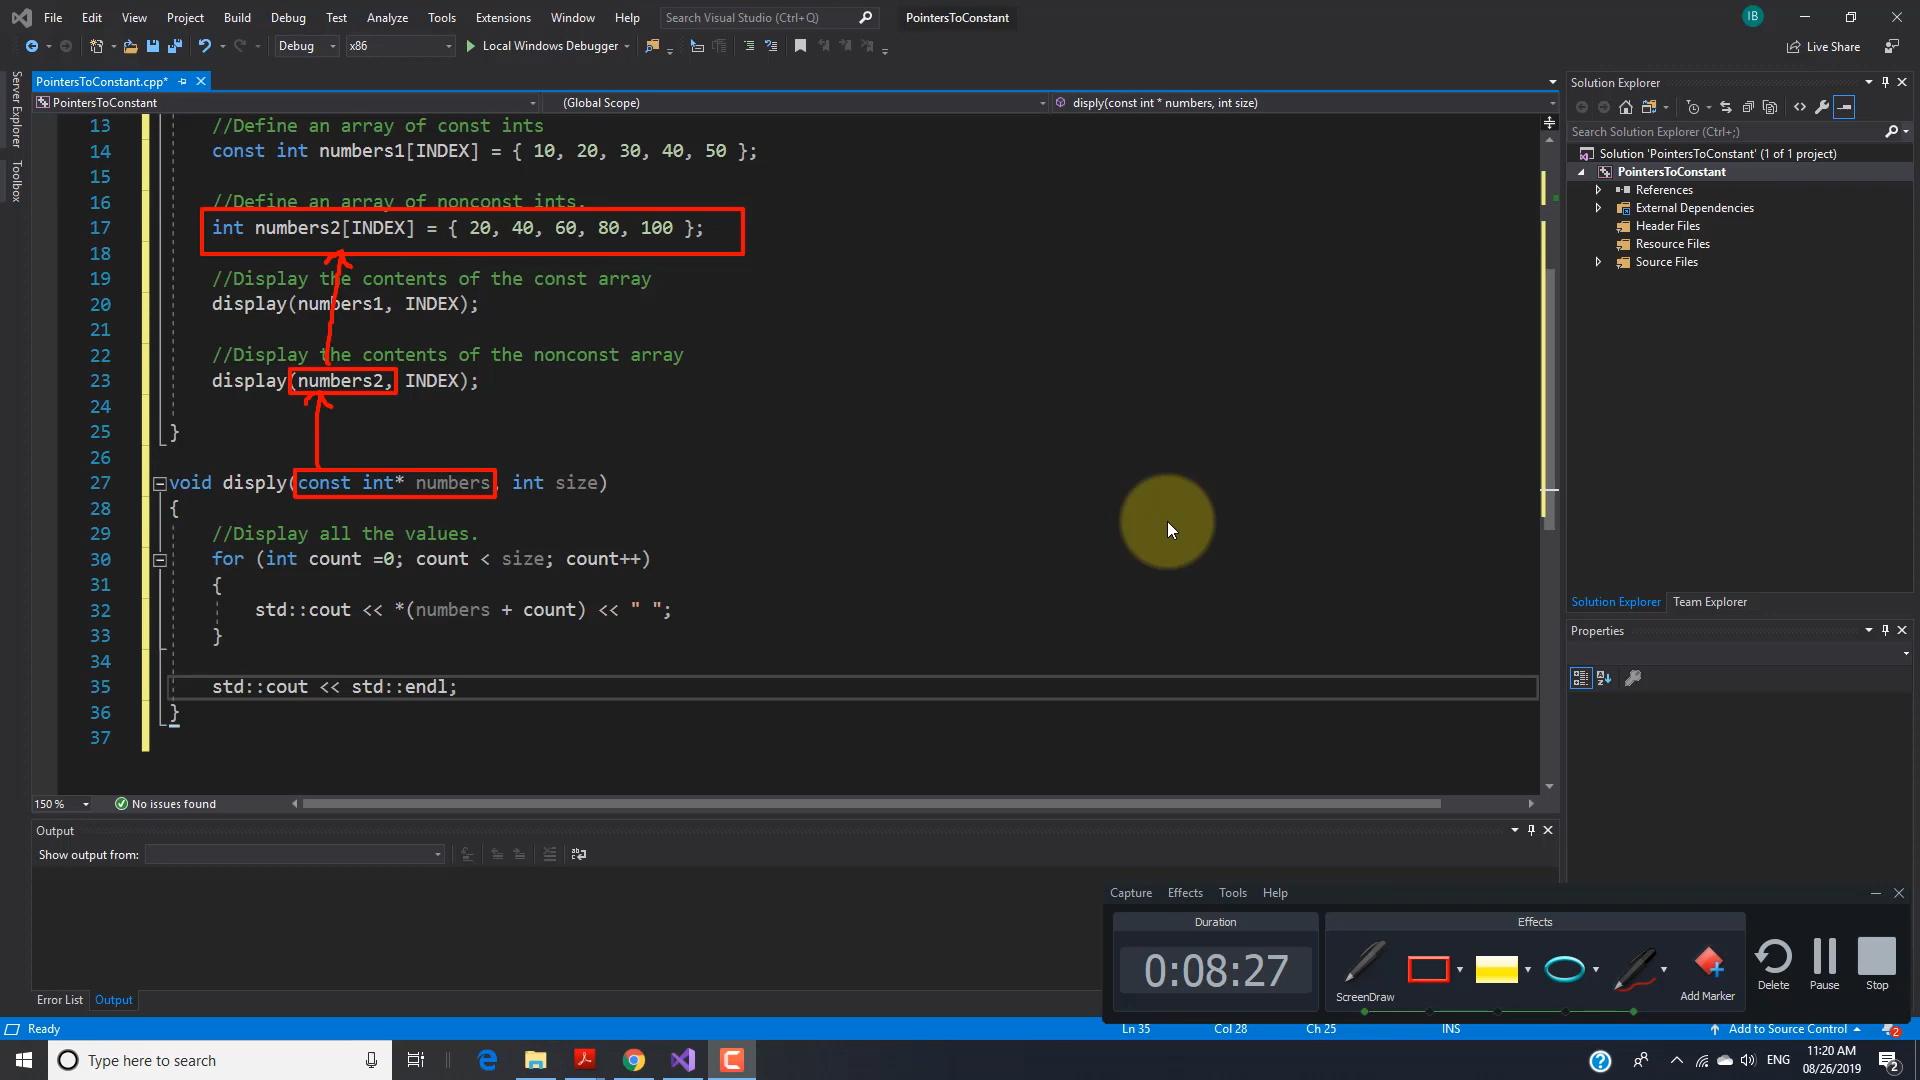 File Edit View Project Build Debug Test Analyze Tools Extensions Window Help Search Visual Studio (Ctrl+Q) PointersToConstant IB
Debug x86 Local Windows Debugger Live Share
Server Explorer
Toolbox
PointersToConstant.cpp*
PointersToConstant (Global Scope) disply(const int * numbers, int size)
13 //Define an array of const ints
14 const int numbers1[INDEX] = { 10, 20, 30, 40, 50 };
15
16 //Define an array of nonconst ints.
17 int numbers2[INDEX] = { 20, 40, 60, 80, 100 };
18
19 //Display the contents of the const array
20 display(numbers1, INDEX);
21
22 //Display the contents of the nonconst array
23 display(numbers2, INDEX);
24
25 }
26
27 void disply(const int* numbers, int size)
28 {
29 //Display all the values.
30 for (int count =0; count < size; count++)
31 {
32 std::cout << *(numbers + count) << " ";
33 }
34
35 std::cout << std::endl;
36 }
37
150 % No issues found
Output
Show output from:
Error List Output
Solution Explorer
Search Solution Explorer (Ctrl+;)
Solution 'PointersToConstant' (1 of 1 project)
PointersToConstant
References
External Dependencies
Header Files
Resource Files
Source Files
Solution Explorer Team Explorer
Properties
Capture Effects Tools Help
Duration Effects
0:08:27
ScreenDraw Add Marker Delete Pause Stop
Ready Ln 35 Col 28 Ch 25 INS Add to Source Control 2
Type here to search ENG 11:20 AM 08/26/2019 2